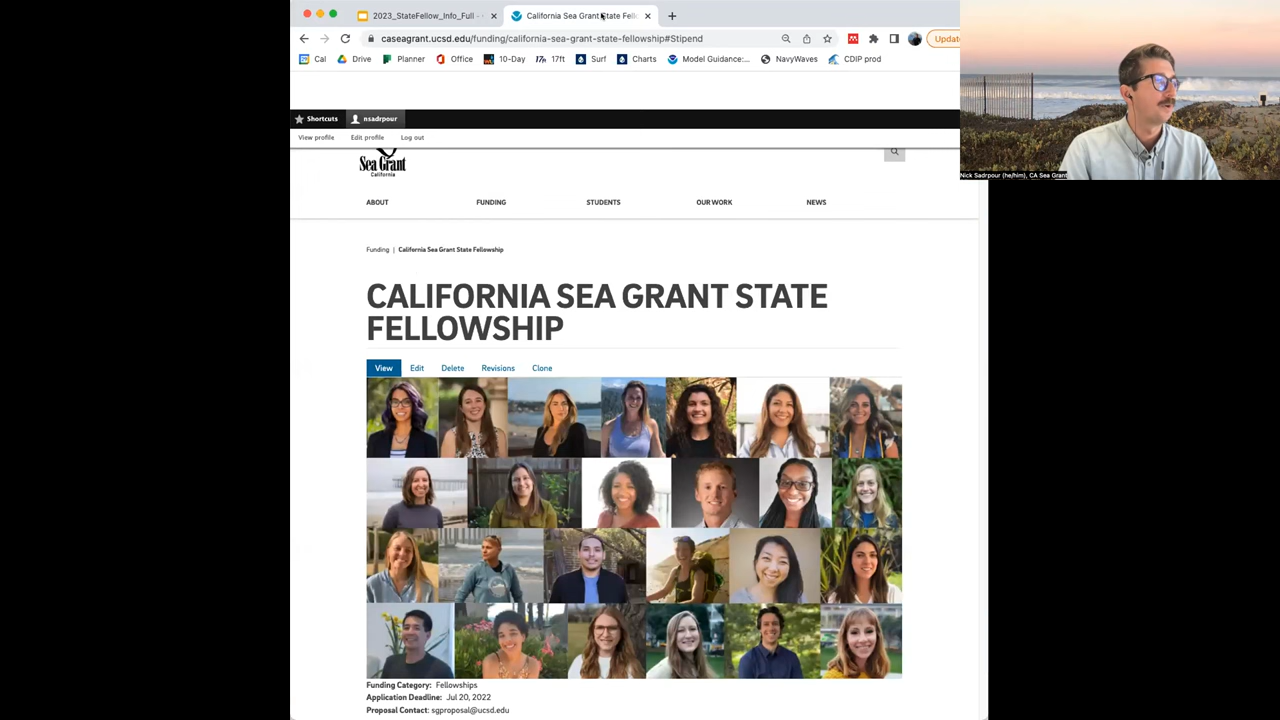 2023_StateFellow_Info_Full -
California Sea Grant State Fell
caseagrant.ucsd.edu/funding/california-sea-grant-state-fellowship#Stipend
Updat
Cal
Drive
Planner
Office
10-Day
17ft
Surf
Charts
Model Guidance:...
NavyWaves
CDIP prod
Shortcuts
nsadrpour
View profile
Edit profile
Log out
Nick Sadrpour (he/him), CA Sea Grant
Sea Grant
California
ABOUT
FUNDING
STUDENTS
OUR WORK
NEWS
Funding | California Sea Grant State Fellowship
CALIFORNIA SEA GRANT STATE
FELLOWSHIP
View
Edit
Delete
Revisions
Clone
Funding Category: Fellowships
Application Deadline: Jul 20, 2022
Proposal Contact: sgproposal@ucsd.edu